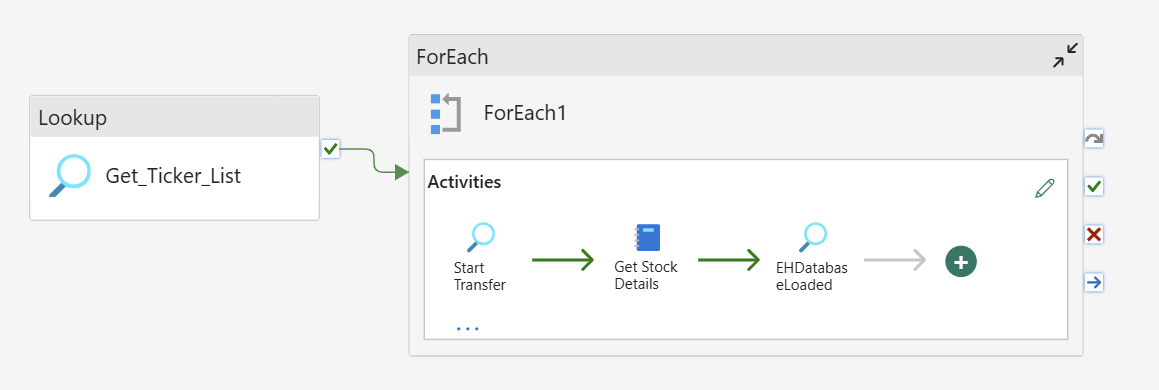 Lookup
Get_Ticker_List
ForEach
ForEach1
Activities
Start
Transfer
Get Stock
Details
EHDatabas
eLoaded
...